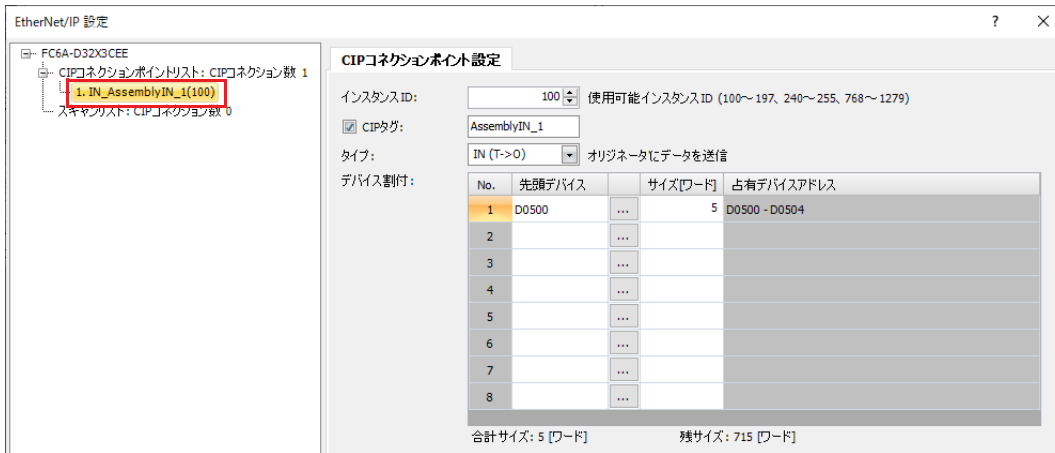 EtherNet/IP 設定 ? ×
FC6A-D32X3CEE
CIPコネクションポイントリスト: CIPコネクション数 1
1. IN_AssemblyIN_1(100)
スキャンリスト: CIPコネクション数 0
CIPコネクションポイント設定
インスタンスID: 100 使用可能インスタンスID (100～197、240～255、768～1279)
CIPタグ: AssemblyIN_1
タイプ: IN (T->O) オリジネータにデータを送信
デバイス割付:
No. 先頭デバイス サイズ[ワード] 占有デバイスアドレス
1 D0500 ... 5 D0500 - D0504
2 ...
3 ...
4 ...
5 ...
6 ...
7 ...
8 ...
合計サイズ: 5 [ワード] 残サイズ: 715 [ワード]